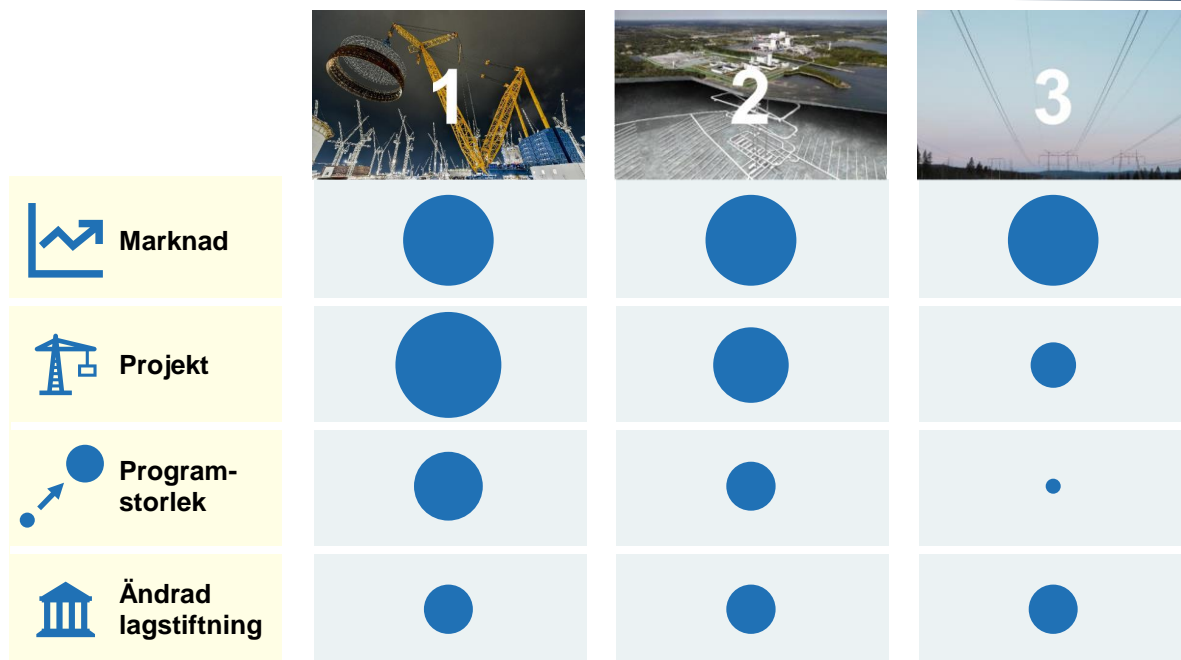 1
2
3
Marknad
Projekt
Program-
storlek
Ändrad
lagstiftning